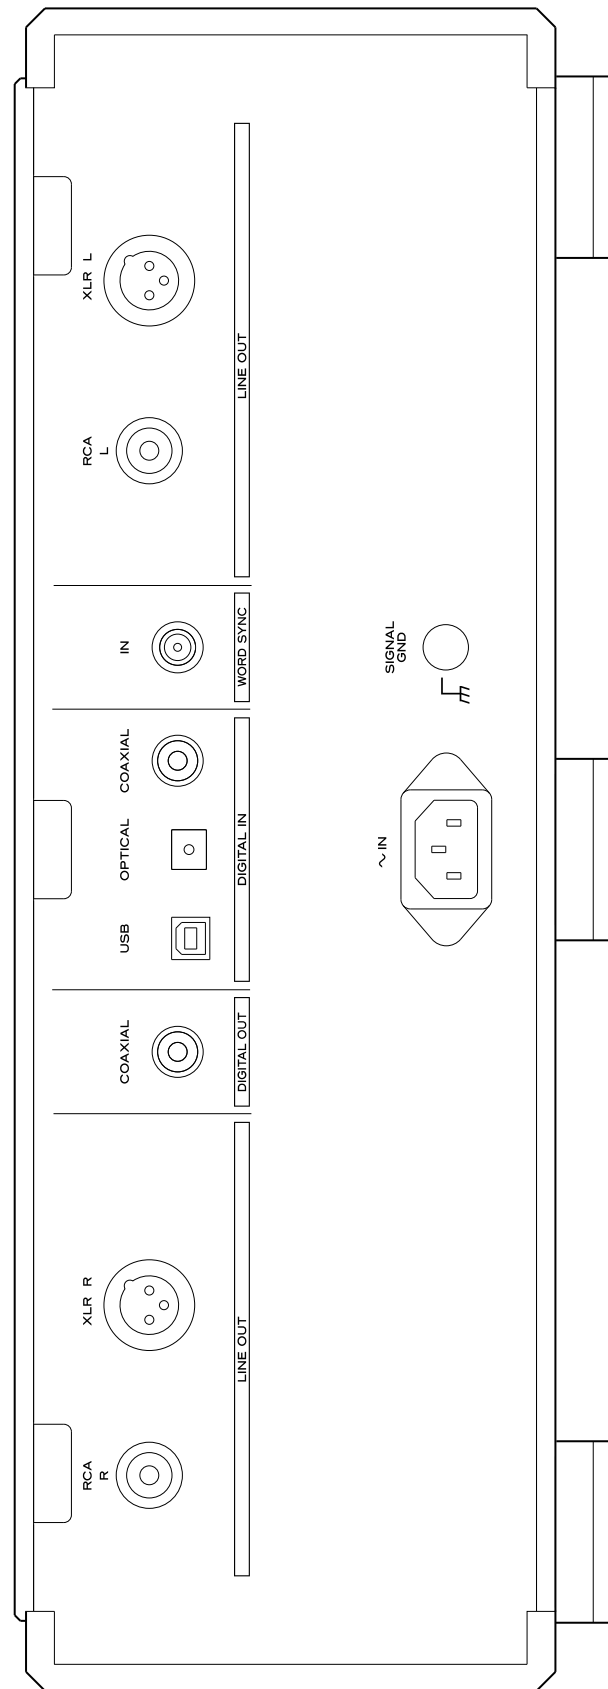 RCA
R
XLR R
COAXIAL
USB
OPTICAL
COAXIAL
IN
RCA
L
XLR L
LINE OUT
DIGITAL OUT
DIGITAL IN
WORD SYNC
LINE OUT
~ IN
SIGNAL
GND